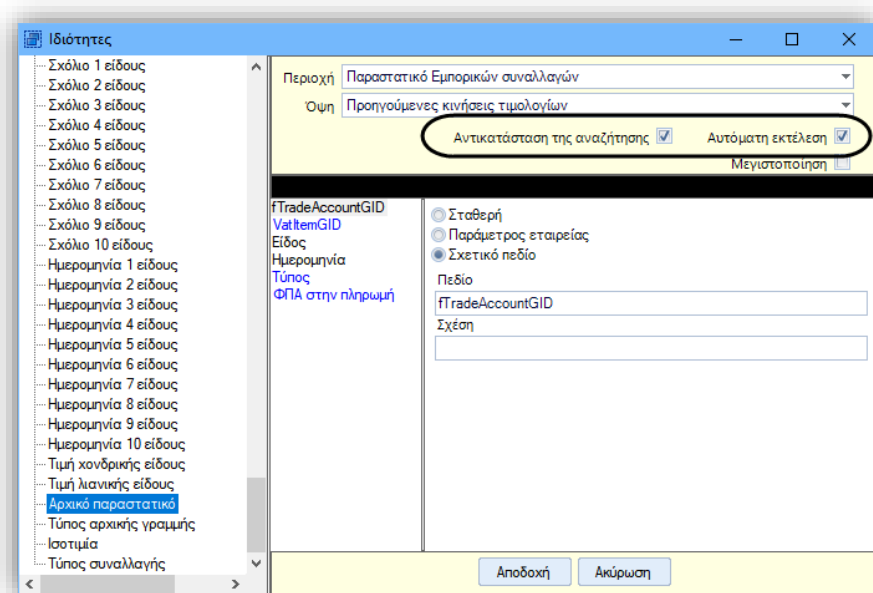 Ιδιότητες
Σχόλιο 1 είδους
Σχόλιο 2 είδους
Σχόλιο 3 είδους
Σχόλιο 4 είδους
Σχόλιο 5 είδους
Σχόλιο 6 είδους
Σχόλιο 7 είδους
Σχόλιο 8 είδους
Σχόλιο 9 είδους
Σχόλιο 10 είδους
Ημερομηνία 1 είδους
Ημερομηνία 2 είδους
Ημερομηνία 3 είδους
Ημερομηνία 4 είδους
Ημερομηνία 5 είδους
Ημερομηνία 6 είδους
Ημερομηνία 7 είδους
Ημερομηνία 8 είδους
Ημερομηνία 9 είδους
Ημερομηνία 10 είδους
Τιμή χονδρικής είδους
Τιμή λιανικής είδους
Αρχικό παραστατικό
Τύπος αρχικής γραμμής
Ισοτιμία
Τύπος συναλλαγής
Περιοχή Παραστατικό Εμπορικών συναλλαγών
Όψη Προηγούμενες κινήσεις τιμολογίων
Αντικατάσταση της αναζήτησης Αυτόματη εκτέλεση
Μεγιστοποίηση
fTradeAccountGID
VatItemGID
Είδος
Ημερομηνία
Τύπος
ΦΠΑ στην πληρωμή
Σταθερή
Παράμετρος εταιρείας
Σχετικό πεδίο
Πεδίο
fTradeAccountGID
Σχέση
Αποδοχή Ακύρωση